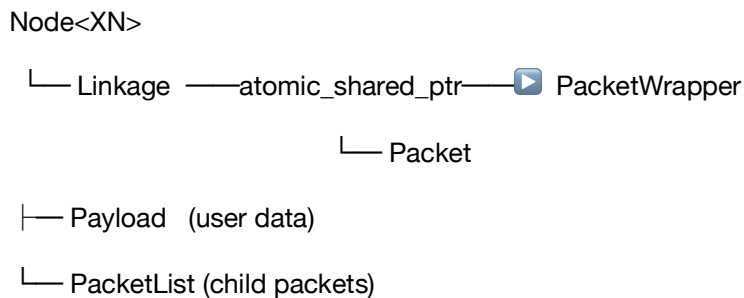 Node<XN>
└── Linkage ───atomic_shared_ptr───▶️ PacketWrapper
└── Packet
├── Payload (user data)
└── PacketList (child packets)